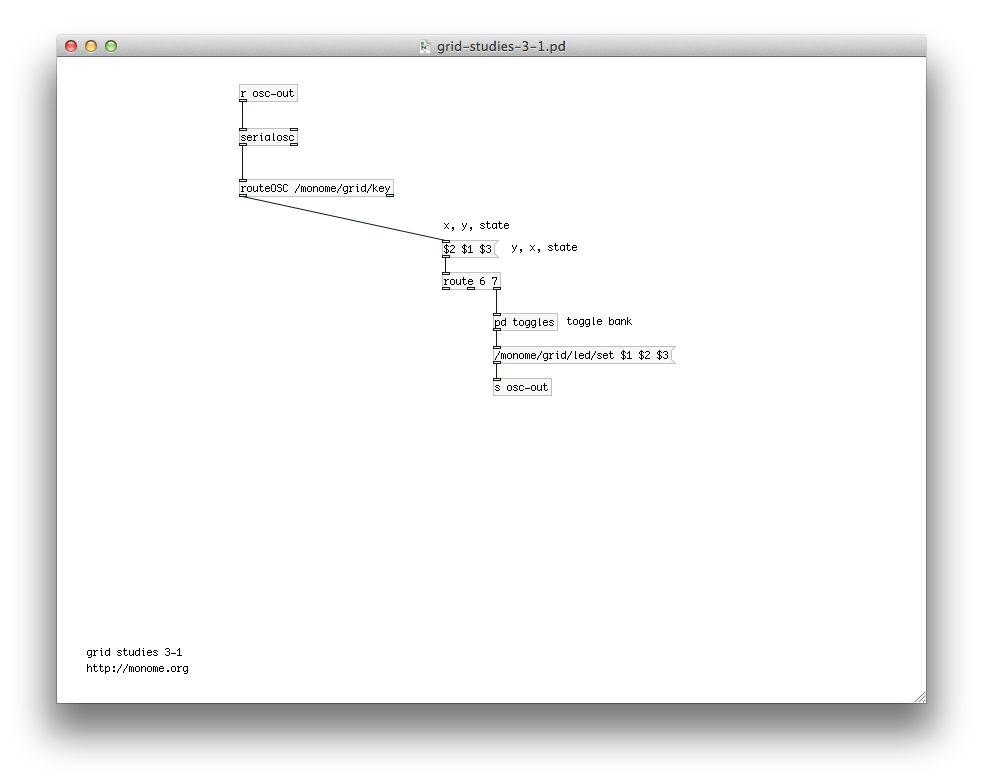 grid-studies-3-1.pd
r osc-out
serialosc
routeOSC /monome/grid/key
x, y, state
$2 $1 $3
y, x, state
route 6 7
pd toggles
toggle bank
/monome/grid/led/set $1 $2 $3
s osc-out
grid studies 3-1
http://monome.org